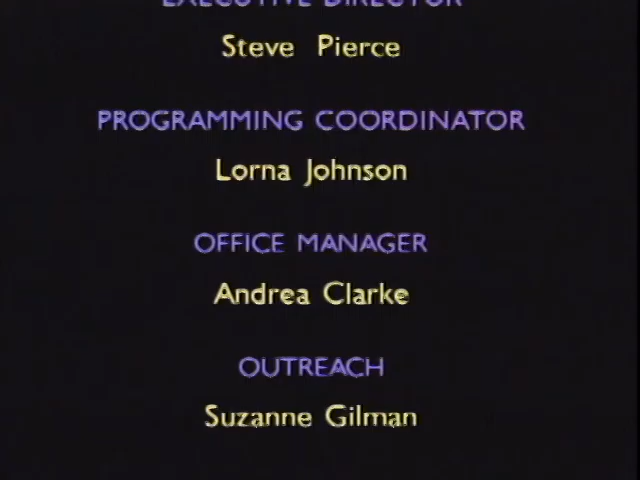 EXECUTIVE DIRECTOR
Steve Pierce
PROGRAMMING COORDINATOR
Lorna Johnson
OFFICE MANAGER
Andrea Clarke
OUTREACH
Suzanne Gilman